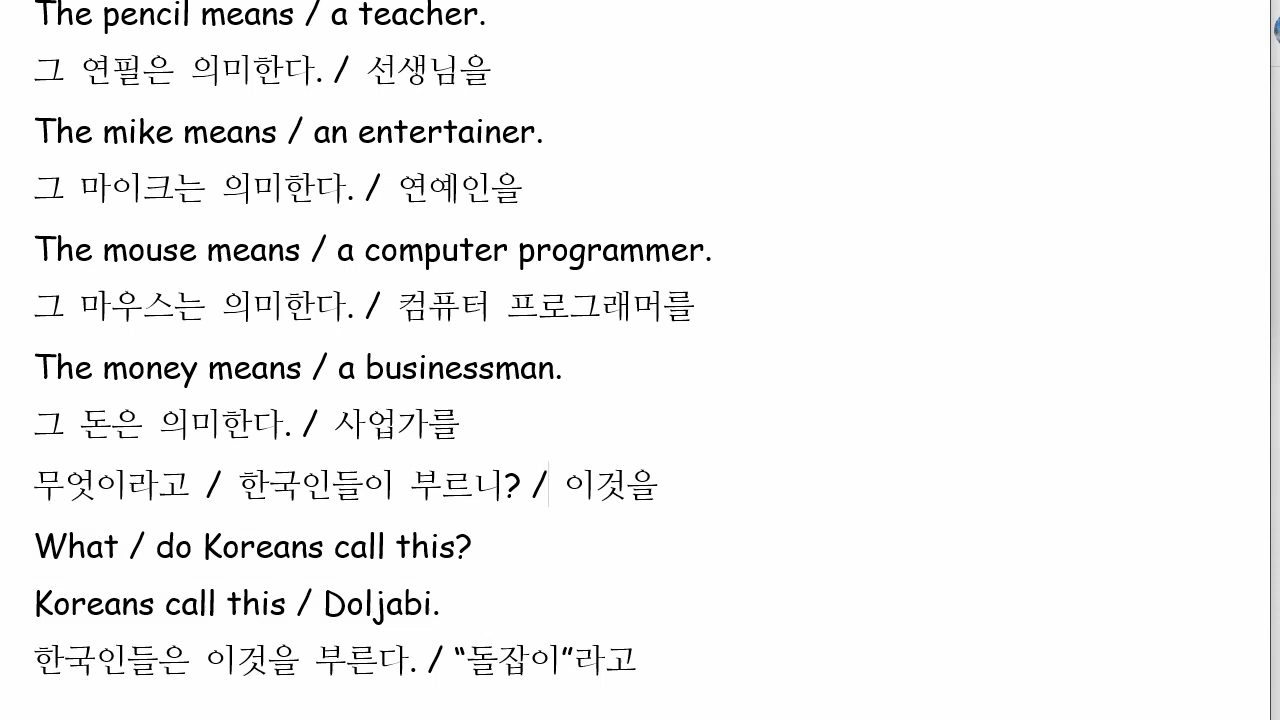 The pencil means / a teacher.
그 연필은 의미한다. / 선생님을
The mike means / an entertainer.
그 마이크는 의미한다. / 연예인을
The mouse means / a computer programmer.
그 마우스는 의미한다. / 컴퓨터 프로그래머를
The money means / a businessman.
그 돈은 의미한다. / 사업가를
무엇이라고 / 한국인들이 부르니? / 이것을
What / do Koreans call this?
Koreans call this / Doljabi.
한국인들은 이것을 부른다. / “돌잡이”라고